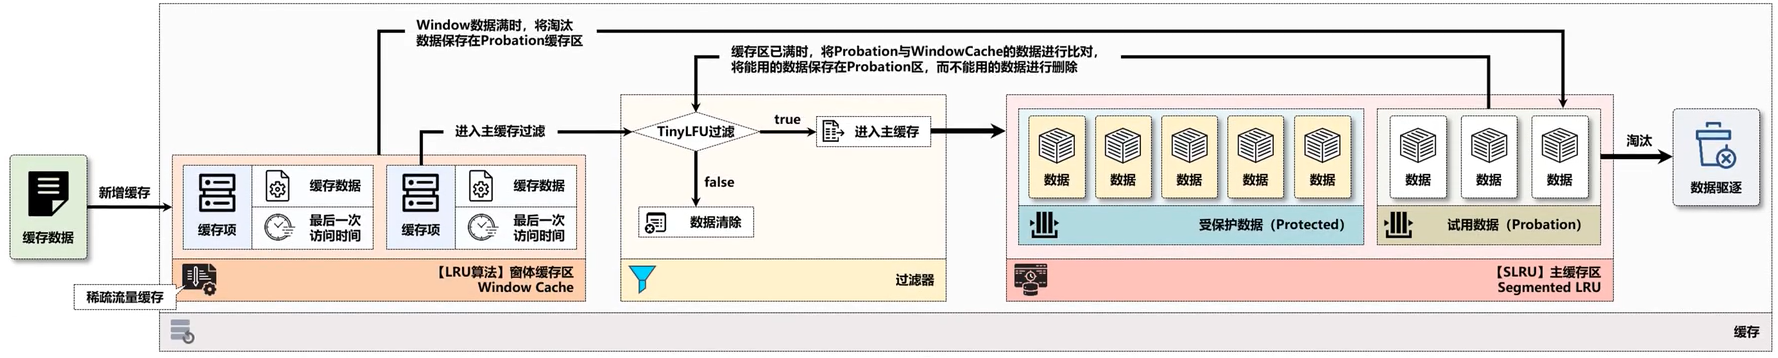 Window数据满时，将淘汰
数据保存在Probation缓存区
缓存区已满时，将Probation与WindowCache的数据进行比对，
将能用的数据保存在Probation区，而不能用的数据进行删除
缓存数据
新增缓存
缓存项
缓存数据
最后一次
访问时间
缓存项
缓存数据
最后一次
访问时间
【LRU算法】窗体缓存区
Window Cache
稀疏流量缓存
进入主缓存过滤
TinyLFU过滤
true
进入主缓存
false
数据清除
过滤器
数据
数据
数据
数据
数据
受保护数据（Protected）
数据
数据
数据
试用数据（Probation）
【SLRU】主缓存区
Segmented LRU
淘汰
数据驱逐
缓存